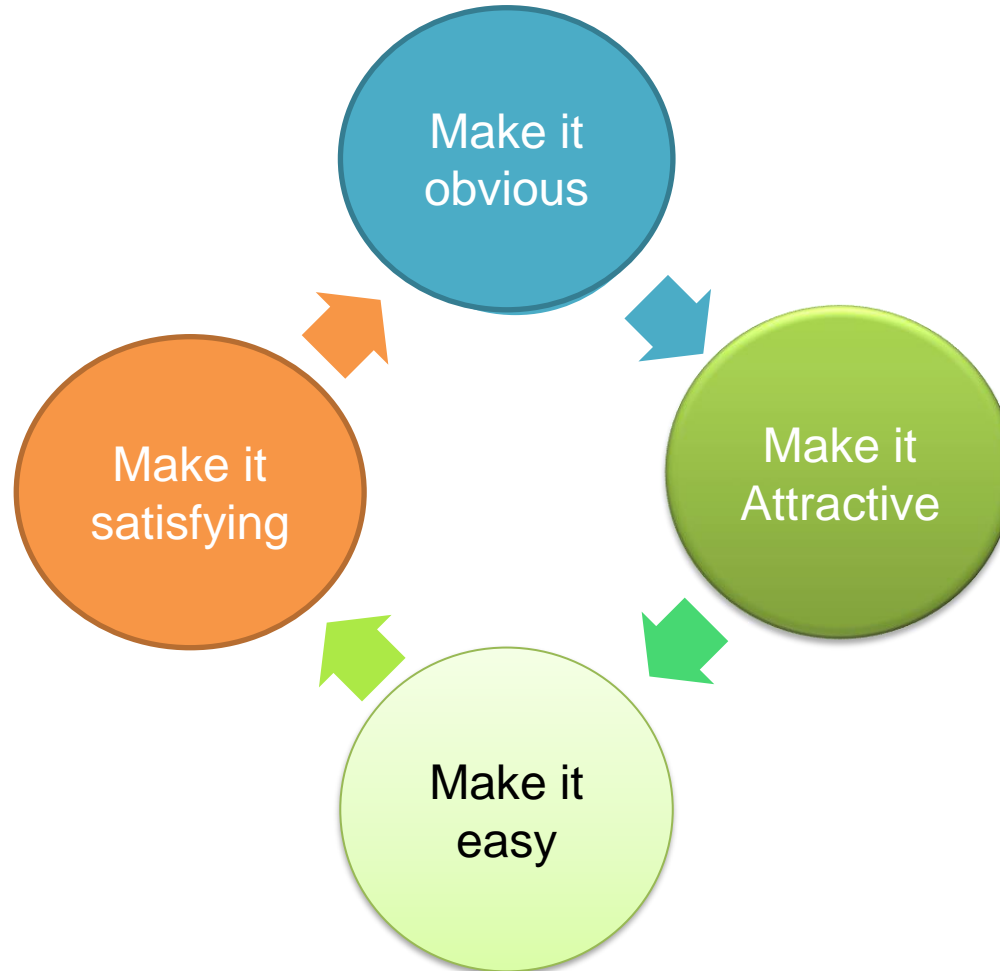 Make it
obvious
Make it
Attractive
Make it
easy
Make it
satisfying